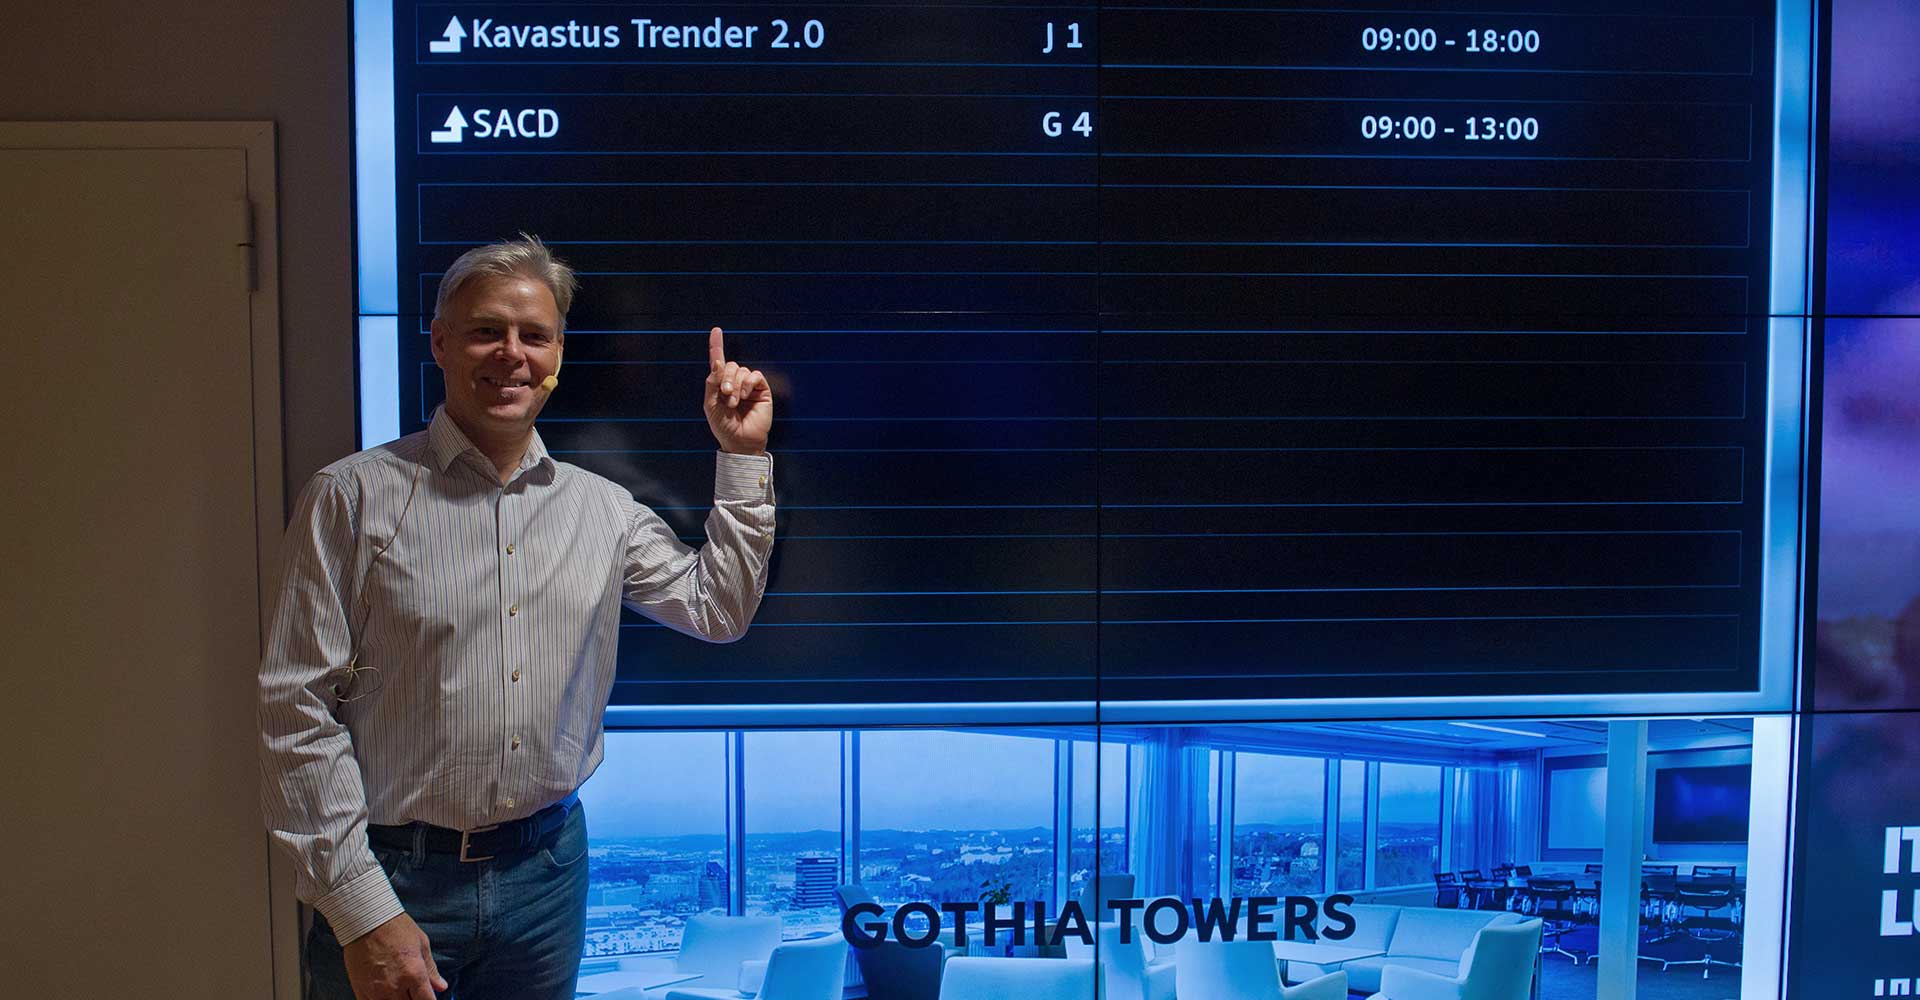 Kavastus Trender 2.0 J 1 09:00 - 18:00
SACD G 4 09:00 - 13:00
GOTHIA TOWERS